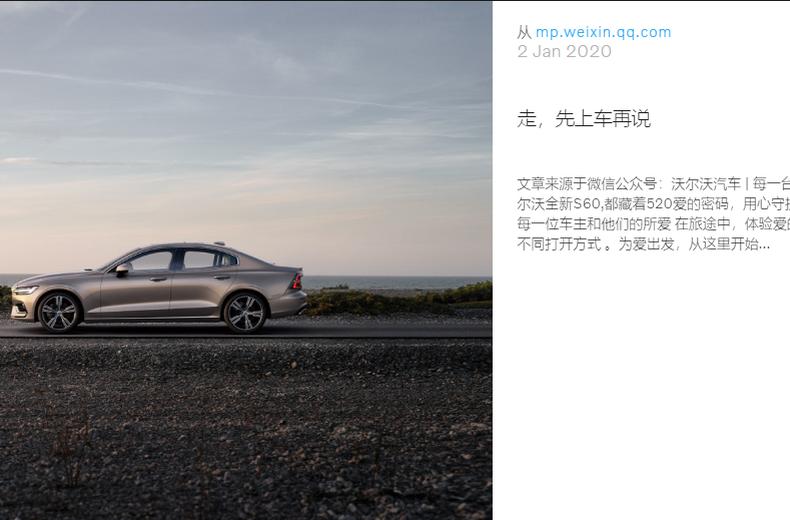 从 mp.weixin.qq.com
2 Jan 2020
走，先上车再说
文章来源于微信公众号：沃尔沃汽车 | 每一台
尔沃全新S60,都藏着520爱的密码，用心守
每一位车主和他们的所爱 在旅途中，体验爱
不同打开方式 。为爱出发，从这里开始...